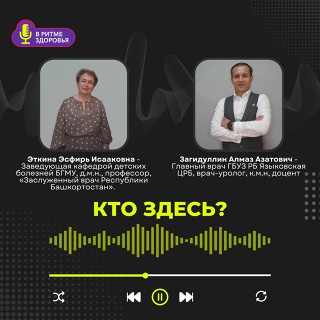 В РИТМЕ
ЗДОРОВЬЯ
Эткина Эсфирь Исааковна -
Заведующая кафедрой детских
болезней БГМУ, д.м.н., профессор,
«Заслуженный врач Республики
Башкортостан».
Загидуллин Алмаз Азатович -
Главный врач ГБУЗ РБ Языковская
ЦРБ, врач-уролог, к.м.н, доцент
КТО ЗДЕСЬ?